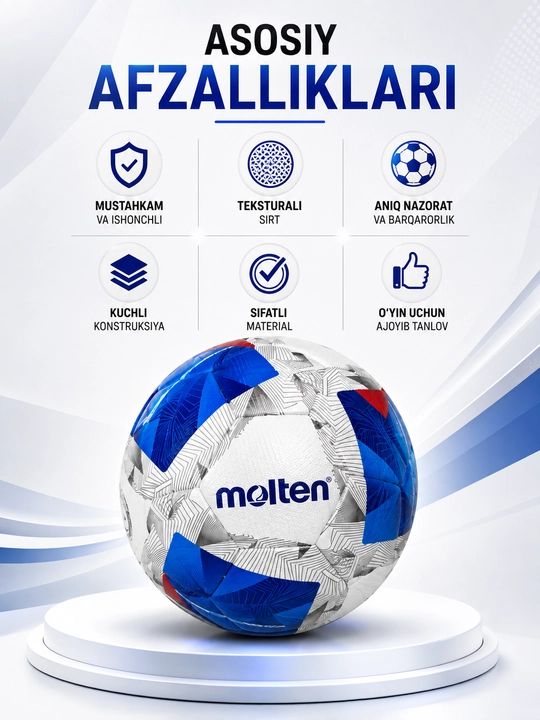 ASOSIY
AFZALLIKLARI
MUSTAHKAM
VA ISHONCHLI
TEKSTURALI
SIRT
ANIQ NAZORAT
VA BARQARORLIK
KUCHLI
KONSTRUKSIYA
SIFATLI
MATERIAL
O'YIN UCHUN
AJOYIB TANLOV
molten®